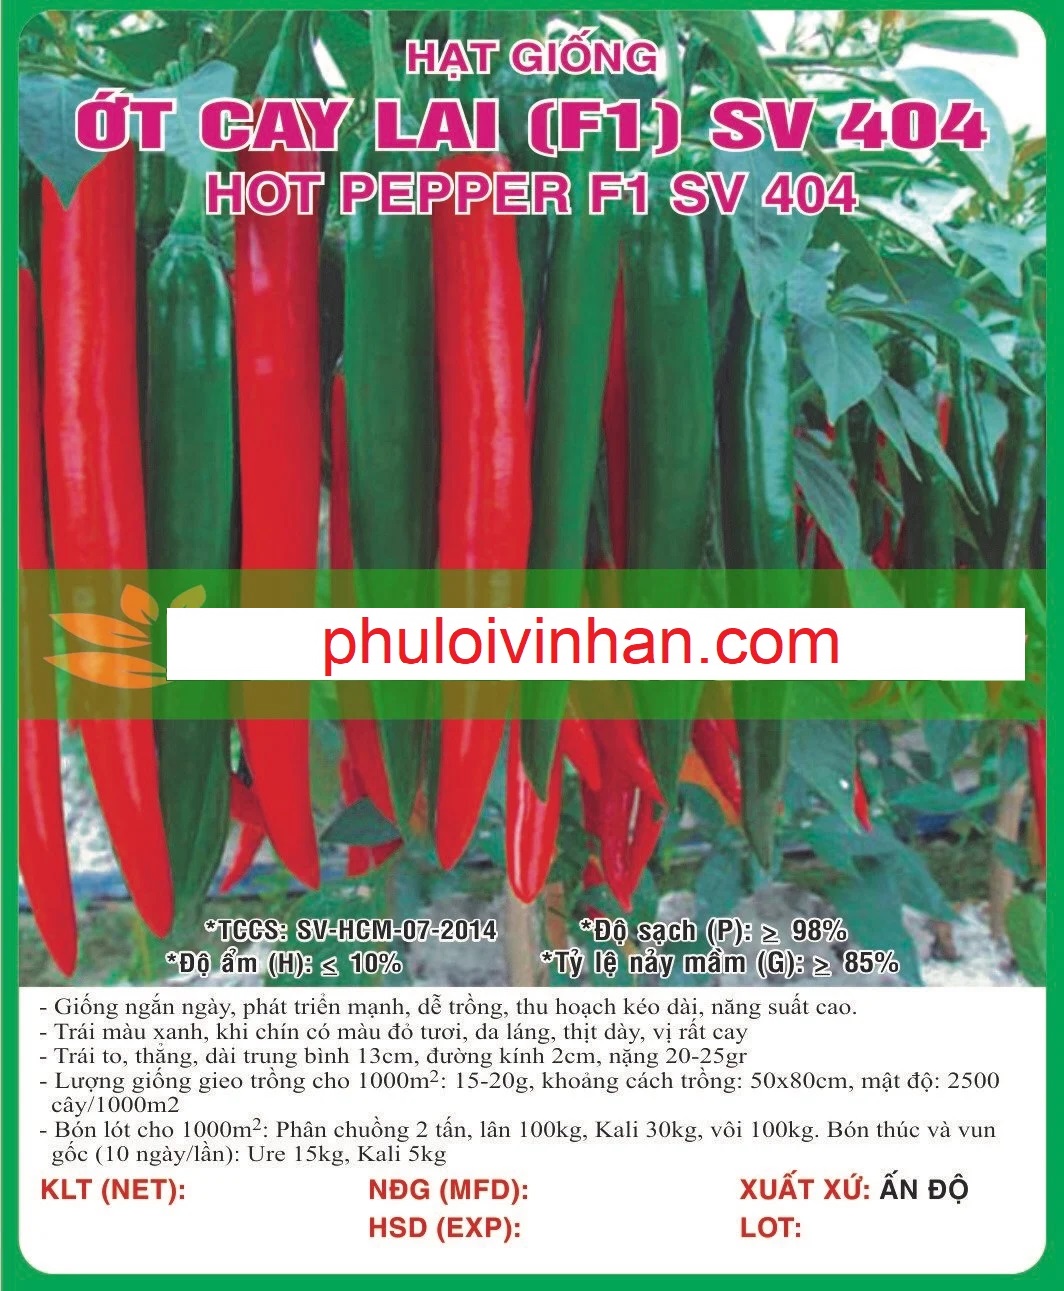 HẠT GIỐNG
ỚT CAY LAI (F1) SV 404
HOT PEPPER F1 SV 404
phuloivinhan.com
*TCCS: SV-HCM-07-2014 *Độ sạch (P): ≥ 98%
*Độ ẩm (H): ≤ 10% *Tỷ lệ nảy mầm (G): ≥ 85%
- Giống ngắn ngày, phát triển mạnh, dễ trồng, thu hoạch kéo dài, năng suất cao.
- Trái màu xanh, khi chín có màu đỏ tươi, da láng, thịt dày, vị rất cay
- Trái to, thẳng, dài trung bình 13cm, đường kính 2cm, nặng 20-25gr
- Lượng giống gieo trồng cho 1000m²: 15-20g, khoảng cách trồng: 50x80cm, mật độ: 2500
cây/1000m2
- Bón lót cho 1000m²: Phân chuồng 2 tấn, lân 100kg, Kali 30kg, vôi 100kg. Bón thúc và vun
gốc (10 ngày/lần): Ure 15kg, Kali 5kg
KLT (NET): NĐG (MFD): XUẤT XỨ: ẤN ĐỘ
HSD (EXP): LOT: